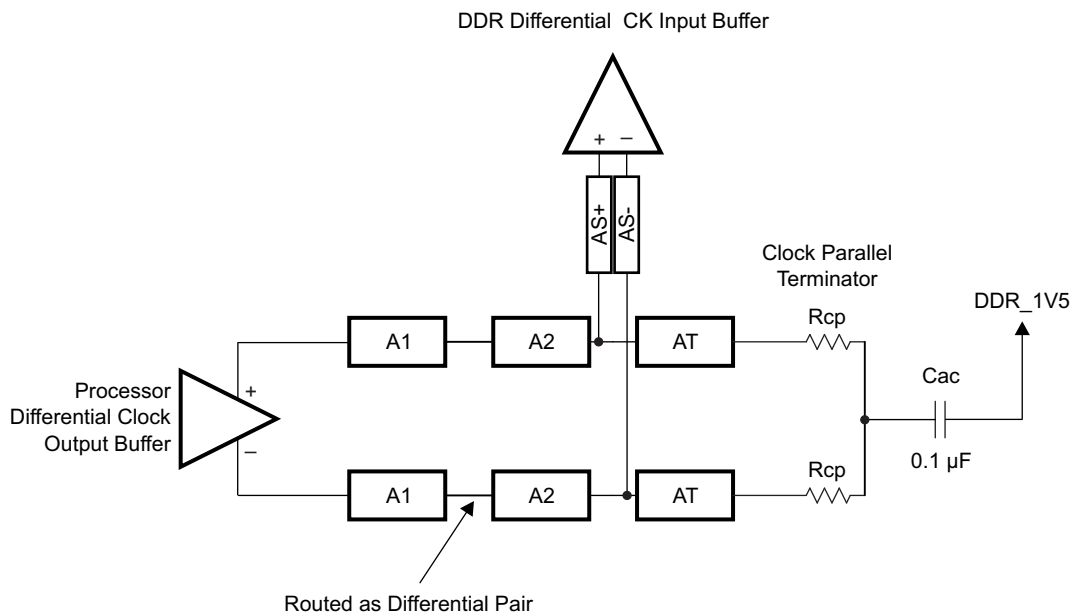 DDR Differential CK Input Buffer
+ −
AS+
AS-
Clock Parallel
Terminator
DDR_1V5
A1
A2
AT
Rcp
Processor
Differential Clock
Output Buffer
+
−
Cac
0.1 µF
A1
A2
AT
Rcp
Routed as Differential Pair